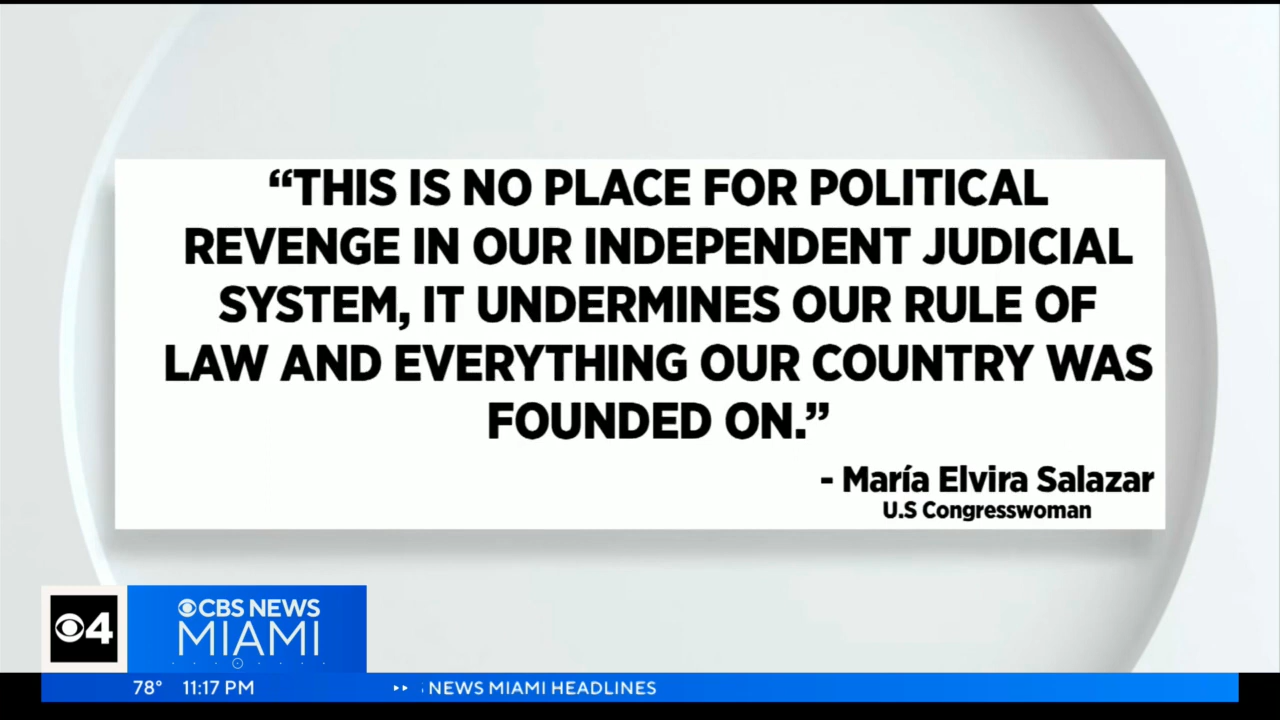 “THIS IS NO PLACE FOR POLITICAL
REVENGE IN OUR INDEPENDENT JUDICIAL
SYSTEM, IT UNDERMINES OUR RULE OF
LAW AND EVERYTHING OUR COUNTRY WAS
FOUNDED ON.”
- María Elvira Salazar
U.S Congresswoman
4
CBS NEWS
MIAMI
78° 11:17 PM NEWS MIAMI HEADLINES